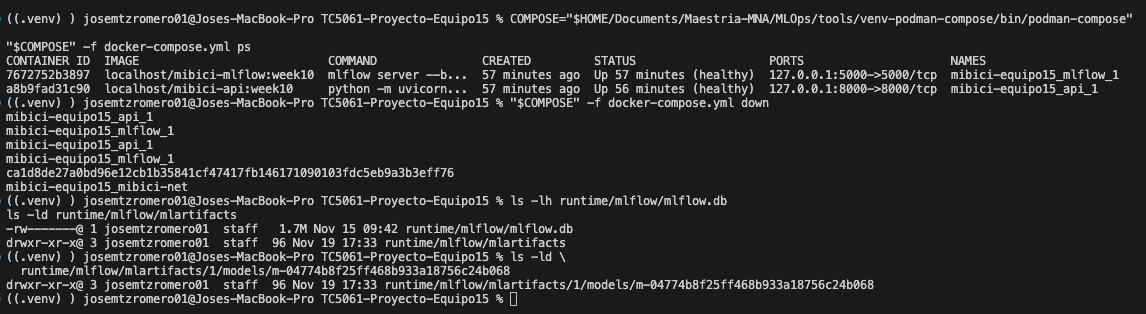 ((.venv) ) josemtzromero01@Joses-MacBook-Pro TC5061-Proyecto-Equipo15 % COMPOSE="$HOME/Documents/Maestria-MNA/MLOps/tools/venv-podman-compose/bin/podman-compose"
"$COMPOSE" -f docker-compose.yml ps
CONTAINER ID  IMAGE                          COMMAND               CREATED         STATUS                   PORTS                     NAMES
7672752b3897  localhost/mibici-mlflow:week10  mlflow server --b...  57 minutes ago  Up 57 minutes (healthy)  127.0.0.1:5000->5000/tcp  mibici-equipo15_mlflow_1
a8b9fad31c90  localhost/mibici-api:week10     python -m uvicorn...  57 minutes ago  Up 56 minutes (healthy)  127.0.0.1:8000->8000/tcp  mibici-equipo15_api_1
((.venv) ) josemtzromero01@Joses-MacBook-Pro TC5061-Proyecto-Equipo15 % "$COMPOSE" -f docker-compose.yml down
mibici-equipo15_api_1
mibici-equipo15_mlflow_1
mibici-equipo15_api_1
mibici-equipo15_mlflow_1
ca1d8de27a0bd96e12cb1b35841cf47417fb146171090103fdc5eb9a3b3eff76
mibici-equipo15_mibici-net
((.venv) ) josemtzromero01@Joses-MacBook-Pro TC5061-Proyecto-Equipo15 % ls -lh runtime/mlflow/mlflow.db
ls -ld runtime/mlflow/mlartifacts
-rw-------@ 1 josemtzromero01  staff   1.7M Nov 15 09:42 runtime/mlflow/mlflow.db
drwxr-xr-x@ 3 josemtzromero01  staff  96 Nov 19 17:33 runtime/mlflow/mlartifacts
((.venv) ) josemtzromero01@Joses-MacBook-Pro TC5061-Proyecto-Equipo15 % ls -ld \
  runtime/mlflow/mlartifacts/1/models/m-04774b8f25ff468b933a18756c24b068
drwxr-xr-x@ 3 josemtzromero01  staff  96 Nov 19 17:33 runtime/mlflow/mlartifacts/1/models/m-04774b8f25ff468b933a18756c24b068
((.venv) ) josemtzromero01@Joses-MacBook-Pro TC5061-Proyecto-Equipo15 %